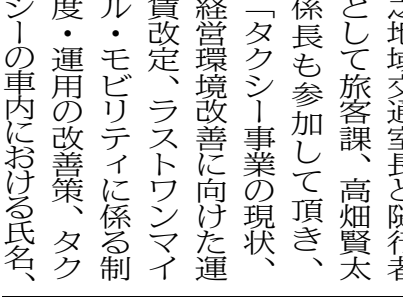 之地域交通室長と随行者
として旅客課、高畑賢太
係長も参加して頂き、
「タクシー事業の現状、
経営環境改善に向けた運
賃改定、ラストワンマイ
ル・モビリティに係る制
度・運用の改善策、タク
シーの車内における氏名、